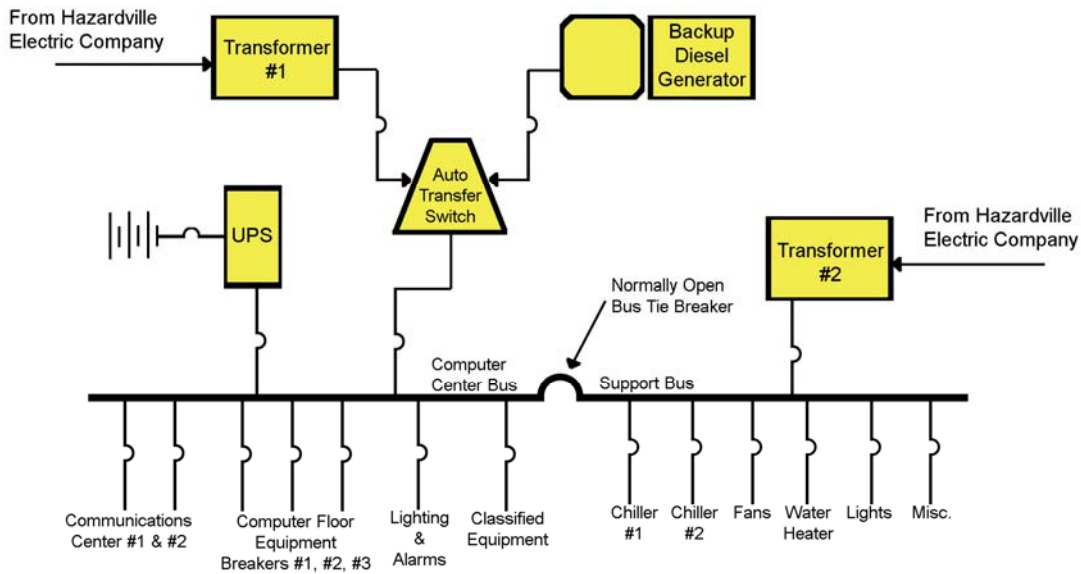 From Hazardville
Electric Company
Transformer
#1
Backup
Diesel
Generator
Auto
Transfer
Switch
UPS
From Hazardville
Electric Company
Transformer
#2
Normally Open
Bus Tie Breaker
Computer
Center Bus
Support Bus
Communications
Center #1 & #2
Computer Floor
Equipment
Breakers #1, #2, #3
Lighting
&
Alarms
Classified
Equipment
Chiller
#1
Chiller
#2
Fans
Water
Heater
Lights
Misc.